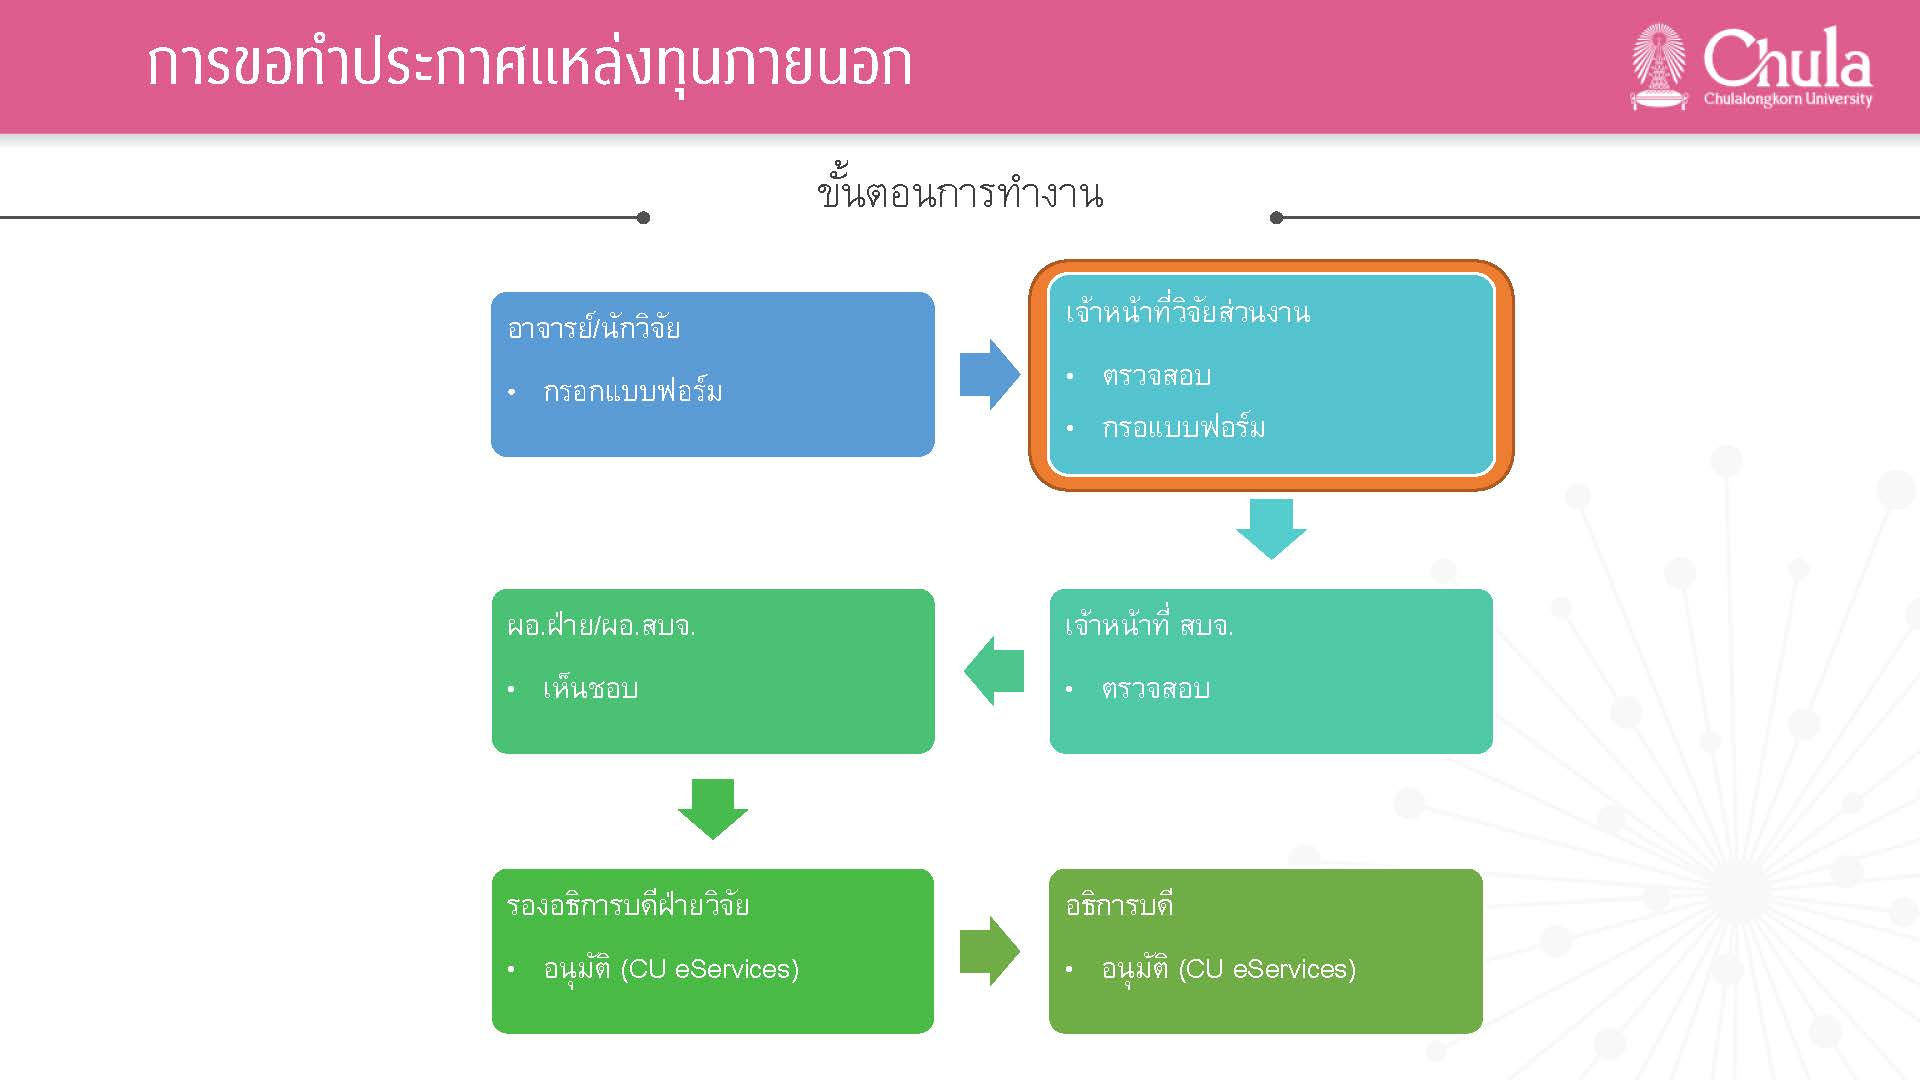 การขอทำประกาศแหล่งทุนภายนอก
Chula
Chulalongkorn University
ขั้นตอนการทำงาน
อาจารย์/นักวิจัย
• กรอกแบบฟอร์ม
เจ้าหน้าที่วิจัยส่วนงาน
• ตรวจสอบ
• กรอแบบฟอร์ม
เจ้าหน้าที่ สบจ.
• ตรวจสอบ
ผอ.ฝ่าย/ผอ.สบจ.
• เห็นชอบ
รองอธิการบดีฝ่ายวิจัย
• อนุมัติ (CU eServices)
อธิการบดี
• อนุมัติ (CU eServices)